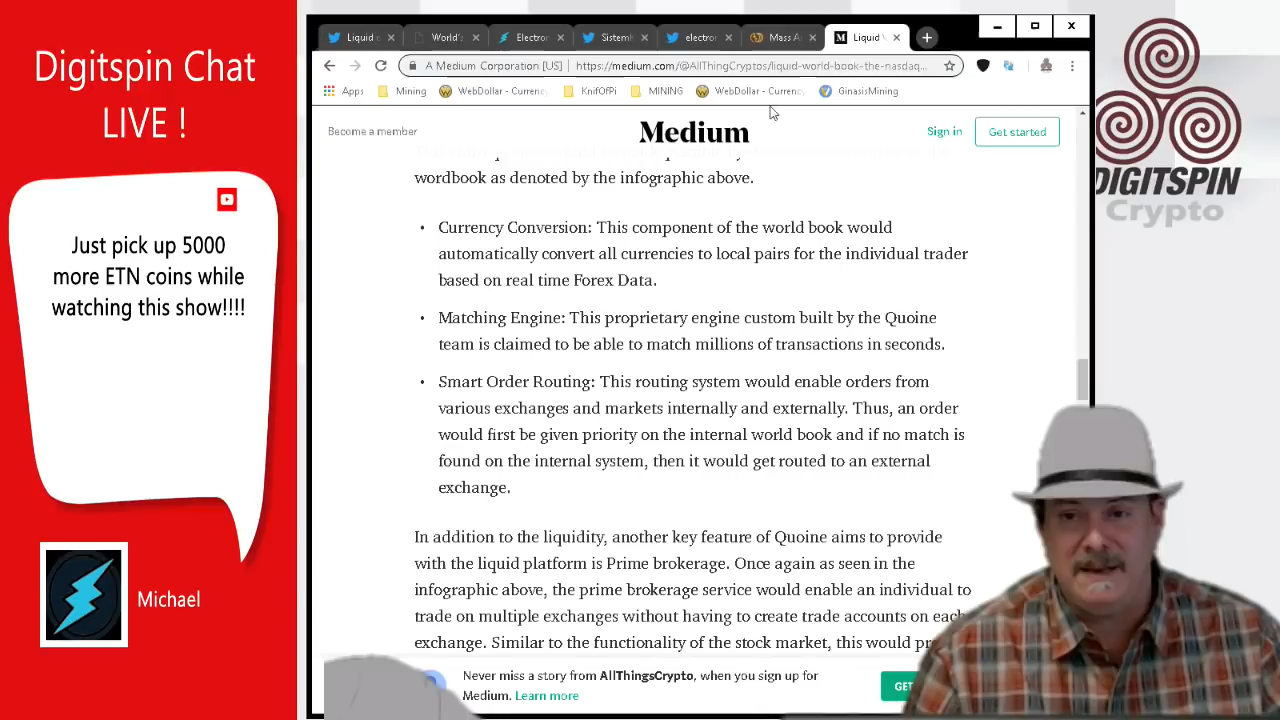 Digitspin Chat
LIVE !
Just pick up 5000
more ETN coins while
watching this show!!!!
Michael
Liquid
World's
Electron
Sistemk
electror
Mass A
Liquid
A Medium Corporation [US]
https://medium.com/@AllThingCryptos/liquid-world-book-the-nasdaq...
Apps
Mining
WebDollar - Currenc
KnifOfPi
MINING
WebDollar - Currenc
GinasisMining
Become a member
Medium
Sign in
Get started
wordbook as denoted by the infographic above.
• Currency Conversion: This component of the world book would
automatically convert all currencies to local pairs for the individual trader
based on real time Forex Data.
• Matching Engine: This proprietary engine custom built by the Quoine
team is claimed to be able to match millions of transactions in seconds.
• Smart Order Routing: This routing system would enable orders from
various exchanges and markets internally and externally. Thus, an order
would first be given priority on the internal world book and if no match is
found on the internal system, then it would get routed to an external
exchange.
In addition to the liquidity, another key feature of Quoine aims to provide
with the liquid platform is Prime brokerage. Once again as seen in the
infographic above, the prime brokerage service would enable an individual to
trade on multiple exchanges without having to create trade accounts on each
exchange. Similar to the functionality of the stock market, this would pr
Never miss a story from AllThingsCrypto, when you sign up for
Medium. Learn more
GET
DIGITSPIN
Crypto